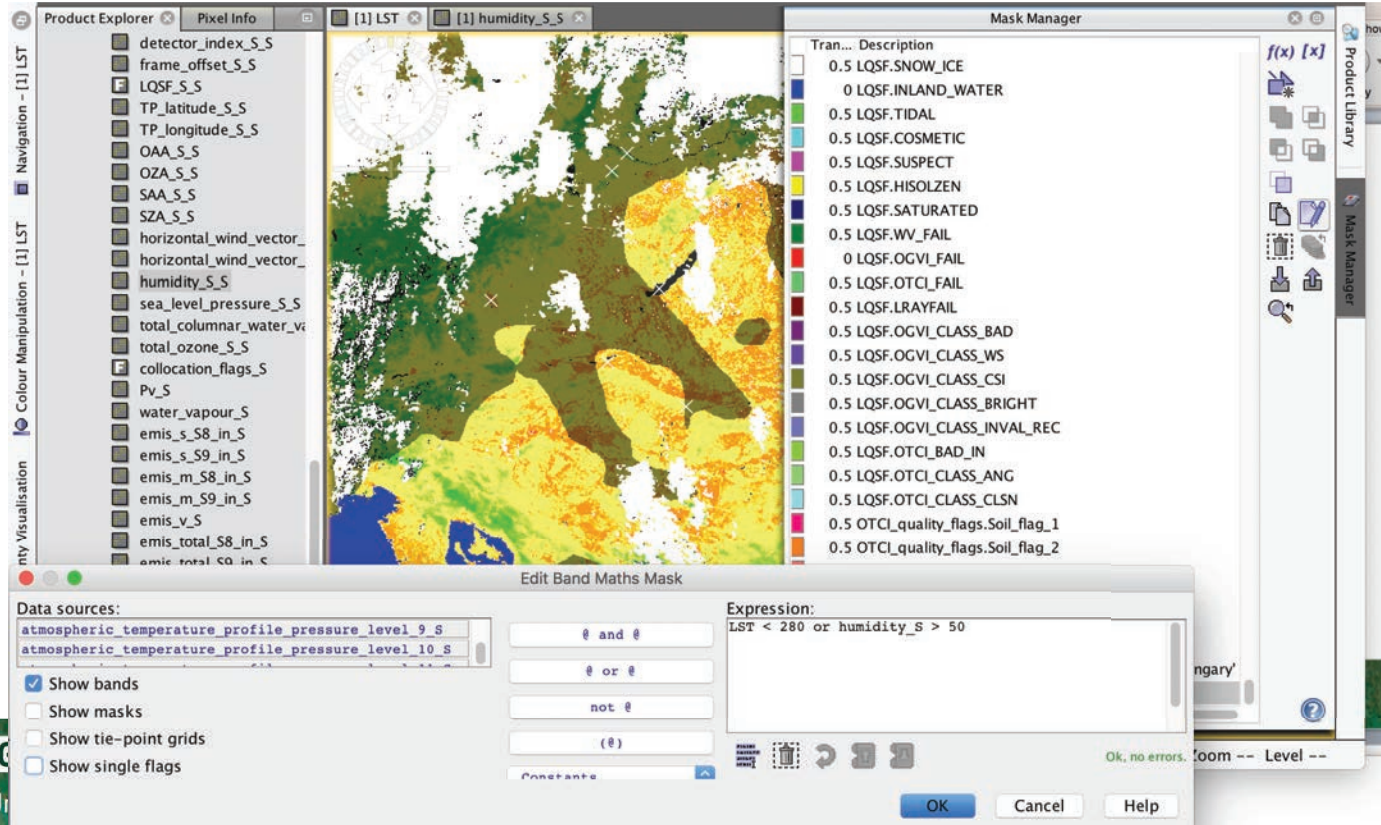 Product Explorer
Pixel Info
[1] LST
[1] humidity_S_S
Mask Manager
Navigation - [1] LST
Colour Manipulation - [1] LST
nty Visualisation
detector_index_S_S
frame_offset_S_S
LQSF_S_S
TP_latitude_S_S
TP_longitude_S_S
OAA_S_S
OZA_S_S
SAA_S_S
SZA_S_S
horizontal_wind_vector_
horizontal_wind_vector_
humidity_S_S
sea_level_pressure_S_S
total_columnar_water_va
total_ozone_S_S
collocation_flags_S
Pv_S
water_vapour_S
emis_s_S8_in_S
emis_s_S9_in_S
emis_m_S8_in_S
emis_m_S9_in_S
emis_v_S
emis_total_S8_in_S
emis_total_S9_in_S
Tran... Description
0.5 LQSF.SNOW_ICE
0 LQSF.INLAND_WATER
0.5 LQSF.TIDAL
0.5 LQSF.COSMETIC
0.5 LQSF.SUSPECT
0.5 LQSF.HISOLZEN
0.5 LQSF.SATURATED
0.5 LQSF.WV_FAIL
0 LQSF.OGVI_FAIL
0.5 LQSF.OTCI_FAIL
0.5 LQSF.LRAYFAIL
0.5 LQSF.OGVI_CLASS_BAD
0.5 LQSF.OGVI_CLASS_WS
0.5 LQSF.OGVI_CLASS_CSI
0.5 LQSF.OGVI_CLASS_BRIGHT
0.5 LQSF.OGVI_CLASS_INVAL_REC
0.5 LQSF.OTCI_BAD_IN
0.5 LQSF.OTCI_CLASS_ANG
0.5 LQSF.OTCI_CLASS_CLSN
0.5 OTCI_quality_flags.Soil_flag_1
0.5 OTCI_quality_flags.Soil_flag_2
ngary'
f(x) [x]
Product Library
Mask Manager
Edit Band Maths Mask
Data sources:
atmospheric_temperature_profile_pressure_level_9_S
atmospheric_temperature_profile_pressure_level_10_S
Show bands
Show masks
Show tie-point grids
Show single flags
@ and @
@ or @
not @
(@)
Constants
Expression:
LST < 280 or humidity_S > 50
Ok, no errors.
Zoom -- Level --
OK
Cancel
Help